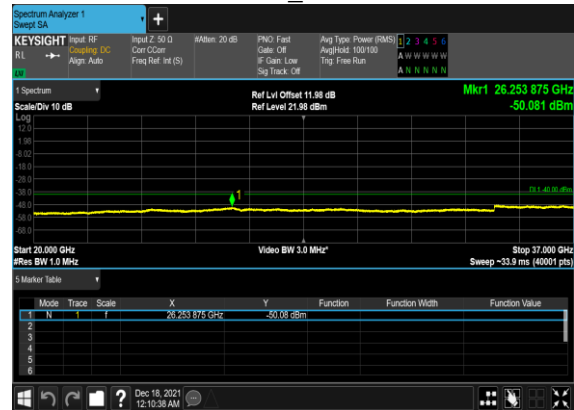 Spectrum Analyzer 1
Swept SA
+
KEYSIGHT Input: RF Input Z: 50 Ω #Atten: 20 dB PNO: Fast Avg Type: Power (RMS) 1 2 3 4 5 6
RL Coupling: DC Corr CCorr Gate: Off Avg|Hold: 100/100 A W W W W W
Align: Auto Freq Ref: Int (S) IF Gain: Low Trig: Free Run
LXI Sig Track: Off A N N N N N
1 Spectrum Ref Lvl Offset 11.98 dB Mkr1 26.253 875 GHz
Scale/Div 10 dB Ref Level 21.98 dBm -50.081 dBm
Log
12.0
1.98
-8.02
-18.0
-28.0
-38.0 1 DL1 -40.00 dBm
-48.0
-58.0
-68.0
Start 20.000 GHz Video BW 3.0 MHz* Stop 37.000 GHz
#Res BW 1.0 MHz Sweep ~33.9 ms (40001 pts)
5 Marker Table
Mode Trace Scale X Y Function Function Width Function Value
1 N 1 f 26.253 875 GHz -50.08 dBm
2
3
4
5
6
? Dec 18, 2021
12:10:38 AM